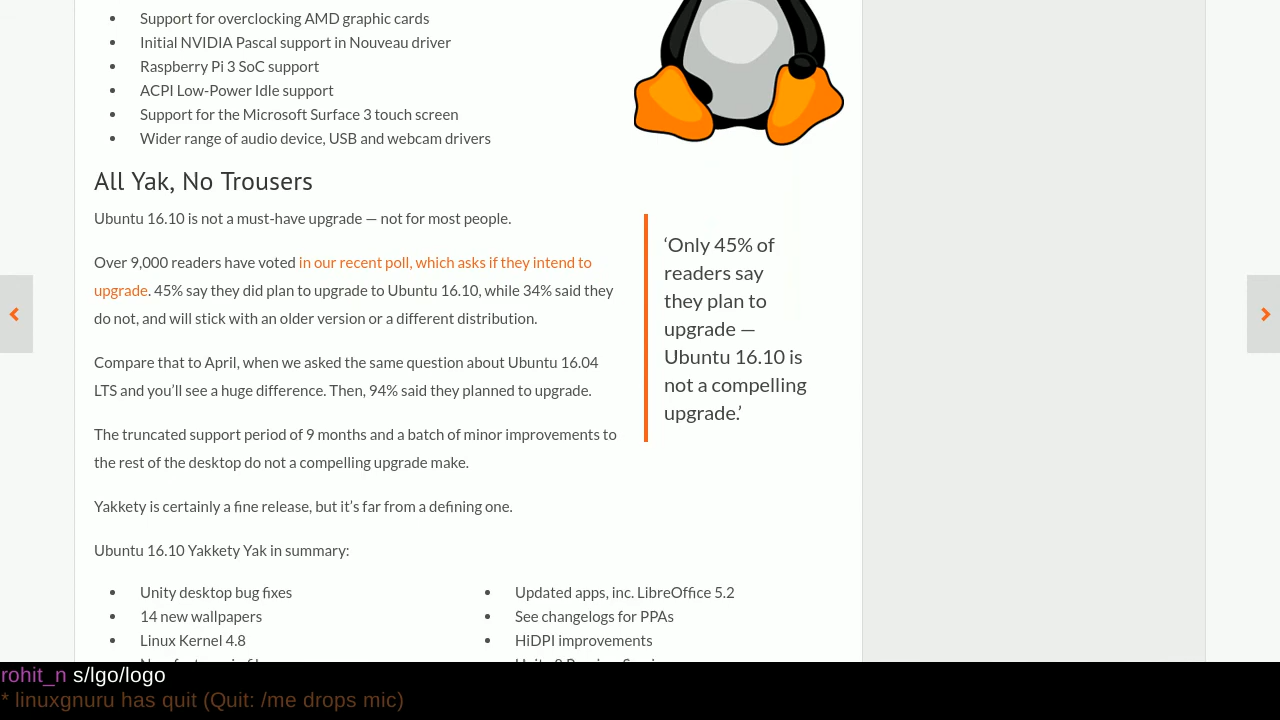 Support for overclocking AMD graphic cards
Initial NVIDIA Pascal support in Nouveau driver
Raspberry Pi 3 SoC support
ACPI Low-Power Idle support
Support for the Microsoft Surface 3 touch screen
Wider range of audio device, USB and webcam drivers
All Yak, No Trousers
Ubuntu 16.10 is not a must-have upgrade — not for most people.
Over 9,000 readers have voted in our recent poll, which asks if they intend to
upgrade. 45% say they did plan to upgrade to Ubuntu 16.10, while 34% said they
do not, and will stick with an older version or a different distribution.
Compare that to April, when we asked the same question about Ubuntu 16.04
LTS and you’ll see a huge difference. Then, 94% said they planned to upgrade.
The truncated support period of 9 months and a batch of minor improvements to
the rest of the desktop do not a compelling upgrade make.
Yakkety is certainly a fine release, but it’s far from a defining one.
‘Only 45% of
readers say
they plan to
upgrade —
Ubuntu 16.10 is
not a compelling
upgrade.’
Ubuntu 16.10 Yakkety Yak in summary:
Unity desktop bug fixes
14 new wallpapers
Linux Kernel 4.8
Updated apps, inc. LibreOffice 5.2
See changelogs for PPAs
HiDPI improvements
rohit_n s/lgo/logo
* linuxgnuru has quit (Quit: /me drops mic)